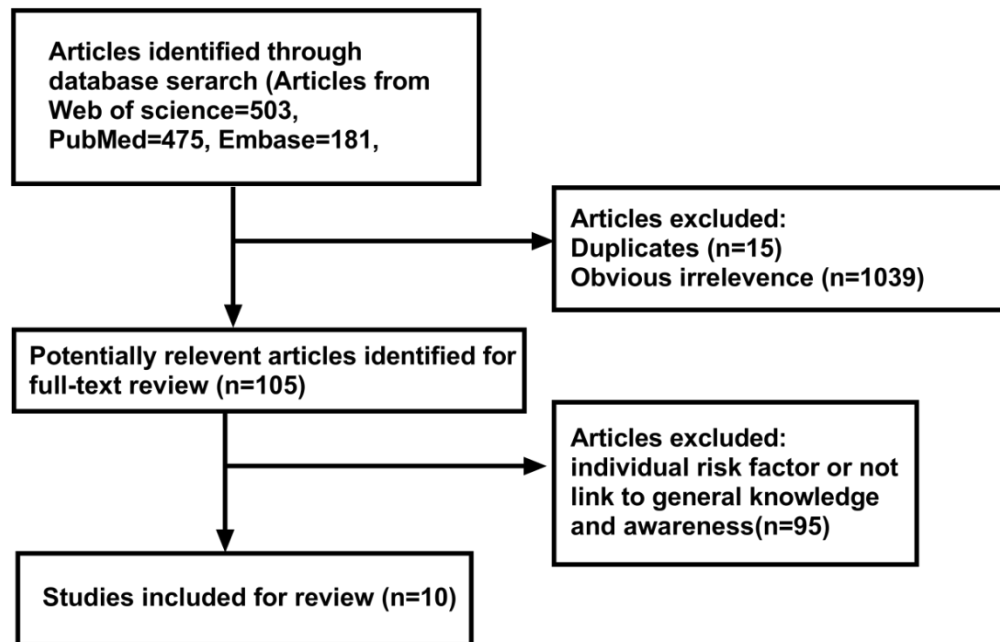 Articles identified through
database serarch (Articles from
Web of science=503,
PubMed=475, Embase=181,
Articles excluded:
Duplicates (n=15)
Obvious irrelevence (n=1039)
Potentially relevent articles identified for
full-text review (n=105)
Articles excluded:
individual risk factor or not
link to general knowledge
and awareness(n=95)
Studies included for review (n=10)